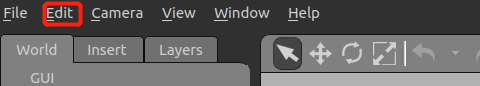 File Edit Camera View Window Help
World Insert Layers
GUI